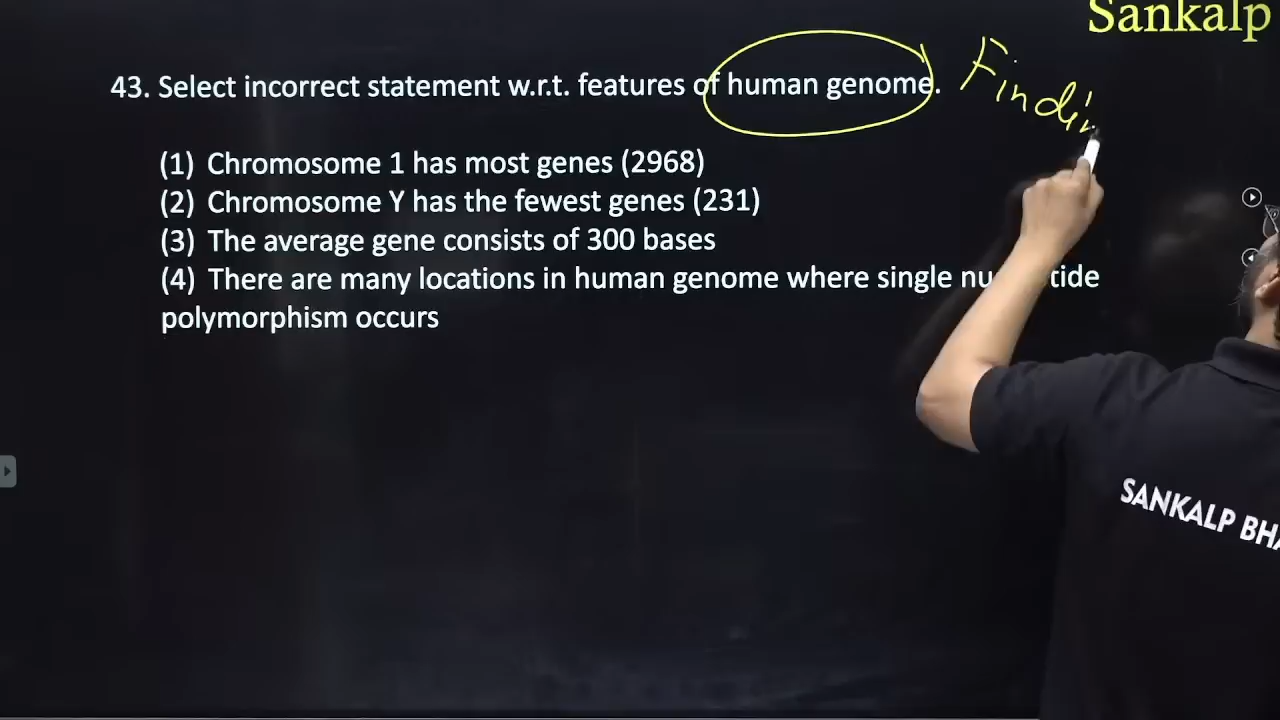 Sankalp
43. Select incorrect statement w.r.t. features of human genome. Findin
(1) Chromosome 1 has most genes (2968)
(2) Chromosome Y has the fewest genes (231)
(3) The average gene consists of 300 bases
(4) There are many locations in human genome where single nu tide
polymorphism occurs
SANKALP BHA